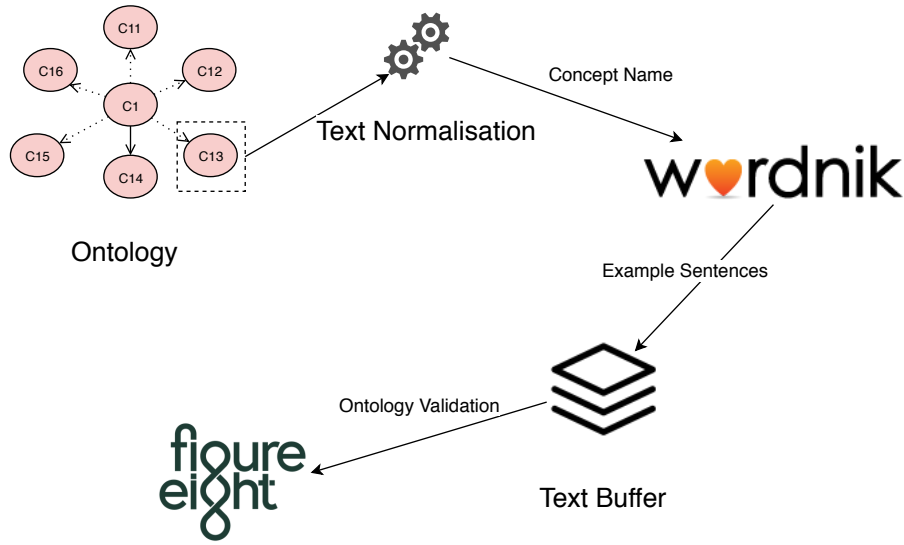 C11
C16
C12
C1
C15
C13
C14
Ontology
Text Normalisation
Concept Name
wordnik
Example Sentences
Ontology Validation
figure
eight
Text Buffer